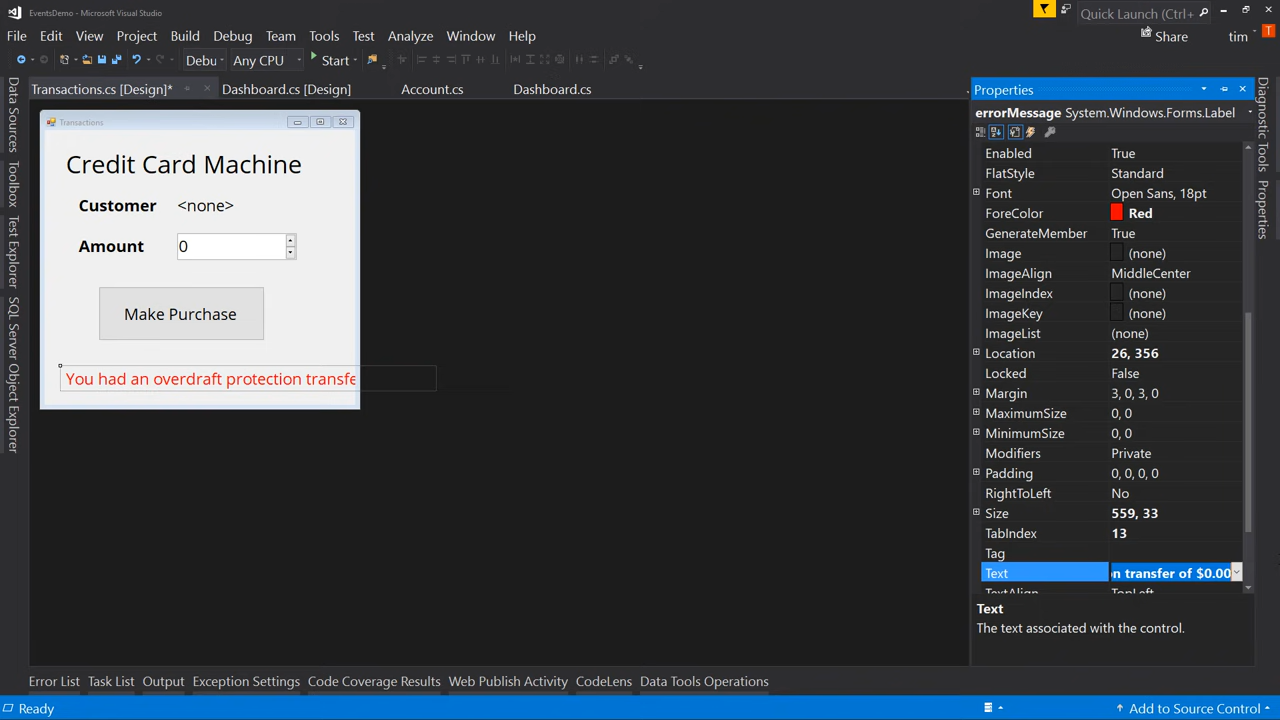 EventsDemo - Microsoft Visual Studio
Quick Launch (Ctrl+
File Edit View Project Build Debug Team Tools Test Analyze Window Help
Share tim T
Debu Any CPU Start
Transactions.cs [Design]* × Dashboard.cs [Design] Account.cs Dashboard.cs
Data Sources
Toolbox
Test Explorer
SQL Server Object Explorer
Transactions
Credit Card Machine
Customer <none>
Amount 0
Make Purchase
You had an overdraft protection transfe
Properties
errorMessage System.Windows.Forms.Label
Enabled True
FlatStyle Standard
Font Open Sans, 18pt
ForeColor Red
GenerateMember True
Image (none)
ImageAlign MiddleCenter
ImageIndex (none)
ImageKey (none)
ImageList (none)
Location 26, 356
Locked False
Margin 3, 0, 3, 0
MaximumSize 0, 0
MinimumSize 0, 0
Modifiers Private
Padding 0, 0, 0, 0
RightToLeft No
Size 559, 33
TabIndex 13
Tag
Text on transfer of $0.00
TextAlign TopLeft
Text
The text associated with the control.
Diagnostic Tools
Properties
Error List Task List Output Exception Settings Code Coverage Results Web Publish Activity CodeLens Data Tools Operations
Ready
Add to Source Control